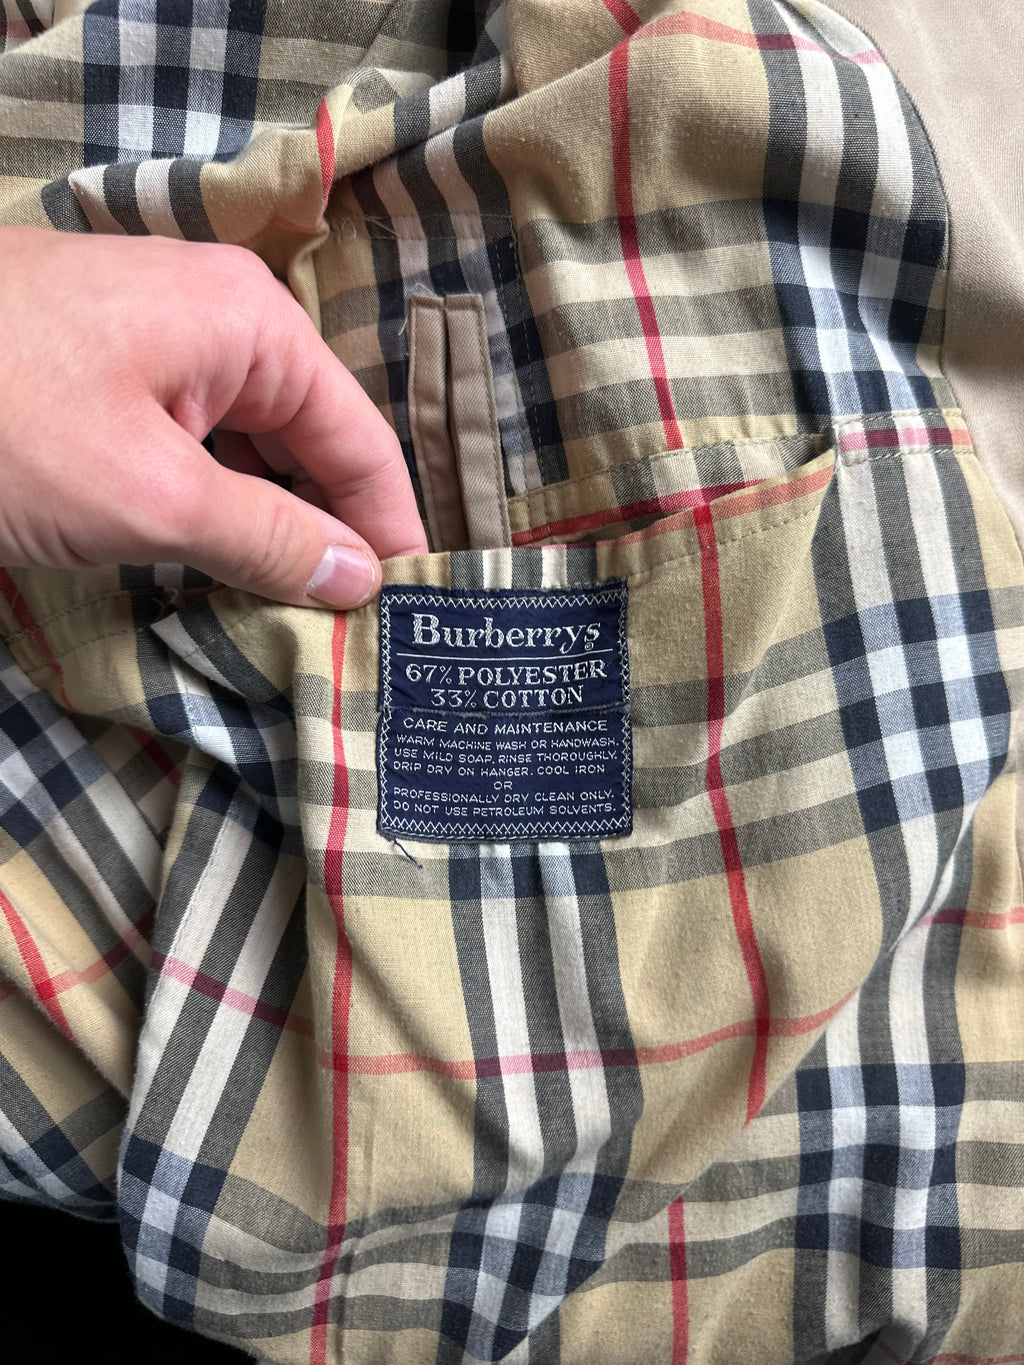 Burberrys
67% POLYESTER
33% COTTON
CARE AND MAINTENANCE
WARM MACHINE WASH OR HANDWASH.
USE MILD SOAP, RINSE THOROUGHLY.
DRIP DRY ON HANGER. COOL IRON
OR
PROFESSIONALLY DRY CLEAN ONLY.
DO NOT USE PETROLEUM SOLVENTS.